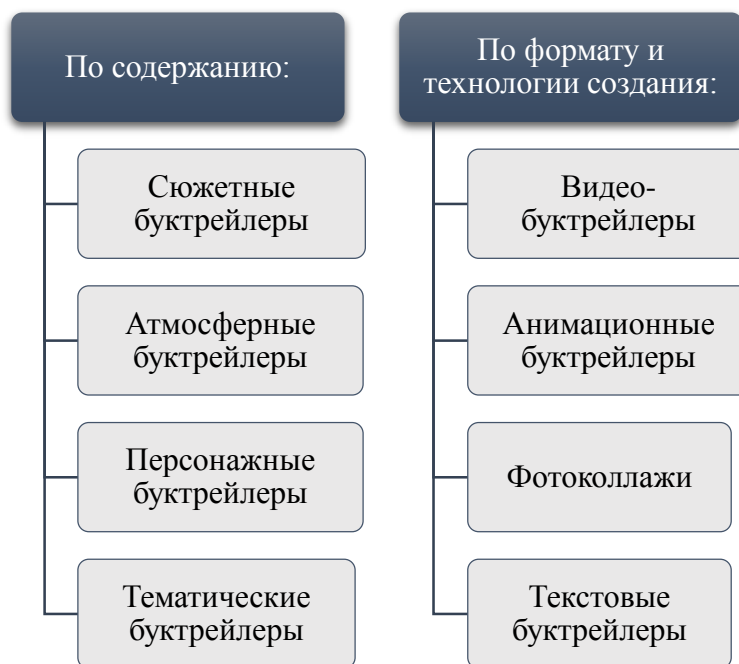 По содержанию:
Сюжетные
буктрейлеры
Атмосферные
буктрейлеры
Персонажные
буктрейлеры
Тематические
буктрейлеры
По формату и
технологии создания:
Видео-
буктрейлеры
Анимационные
буктрейлеры
Фотоколлажи
Текстовые
буктрейлеры